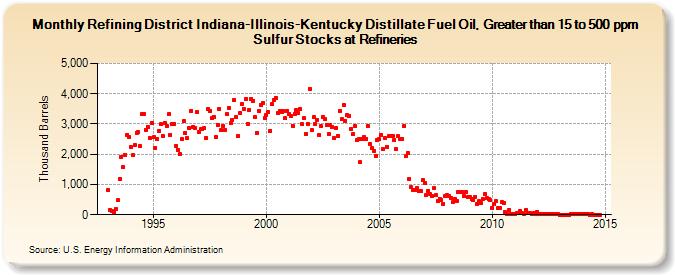 Monthly Refining District Indiana-Illinois-Kentucky Distillate Fuel Oil, Greater than 15 to 500 ppm
Sulfur Stocks at Refineries
Thousand Barrels
5,000
4,000
3,000
2,000
1,000
0
1995
2000
2005
2010
2015
Source: U.S. Energy Information Administration